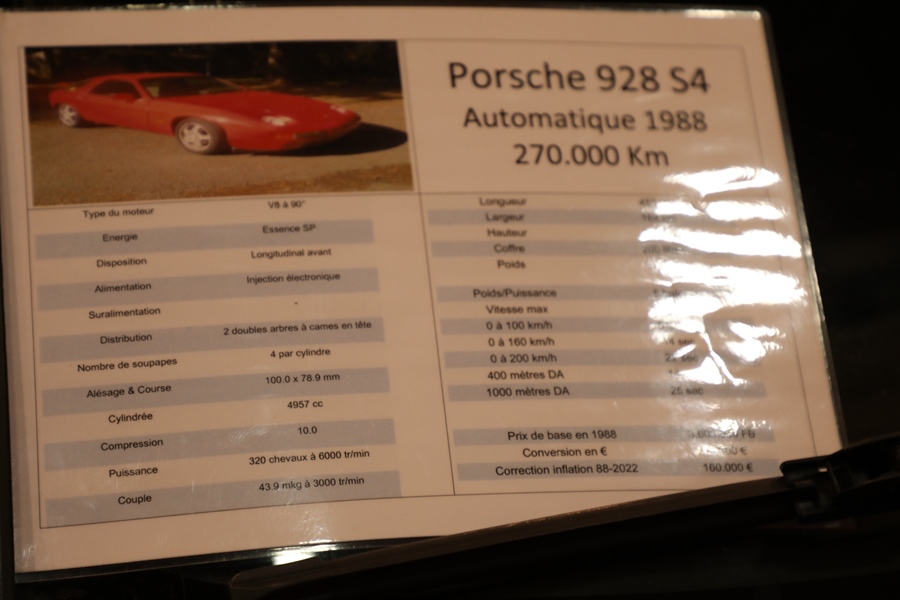 Porsche 928 S4
Automatique 1988
270.000 Km
Type du moteur V8 à 90°
Energie Essence SP
Disposition Longitudinal avant
Alimentation Injection électronique
Suralimentation -
Distribution 2 doubles arbres à cames en tête
Nombre de soupapes 4 par cylindre
Alésage & Course 100.0 x 78.9 mm
Cylindrée 4957 cc
Compression 10.0
Puissance 320 chevaux à 6000 tr/min
Couple 43.9 mkg à 3000 tr/min
Longueur
Largeur
Hauteur
Coffre
Poids
Poids/Puissance
Vitesse max
0 à 100 km/h
0 à 160 km/h
0 à 200 km/h
400 mètres DA
1000 mètres DA 25 sec
Prix de base en 1988 FB
Conversion en € €
Correction inflation 88-2022 160.000 €